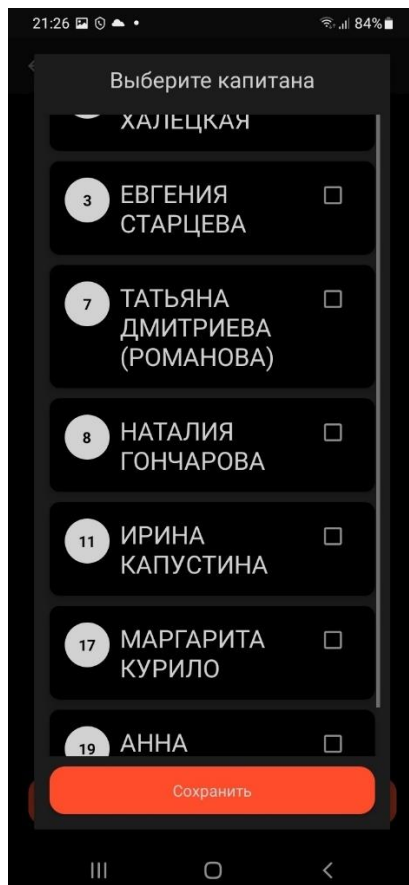 21:26 84%
Выберите капитана
ХАЛЕЦКАЯ
3 ЕВГЕНИЯ
СТАРЦЕВА
7 ТАТЬЯНА
ДМИТРИЕВА
(РОМАНОВА)
8 НАТАЛИЯ
ГОНЧАРОВА
11 ИРИНА
КАПУСТИНА
17 МАРГАРИТА
КУРИЛО
19 АННА
Сохранить